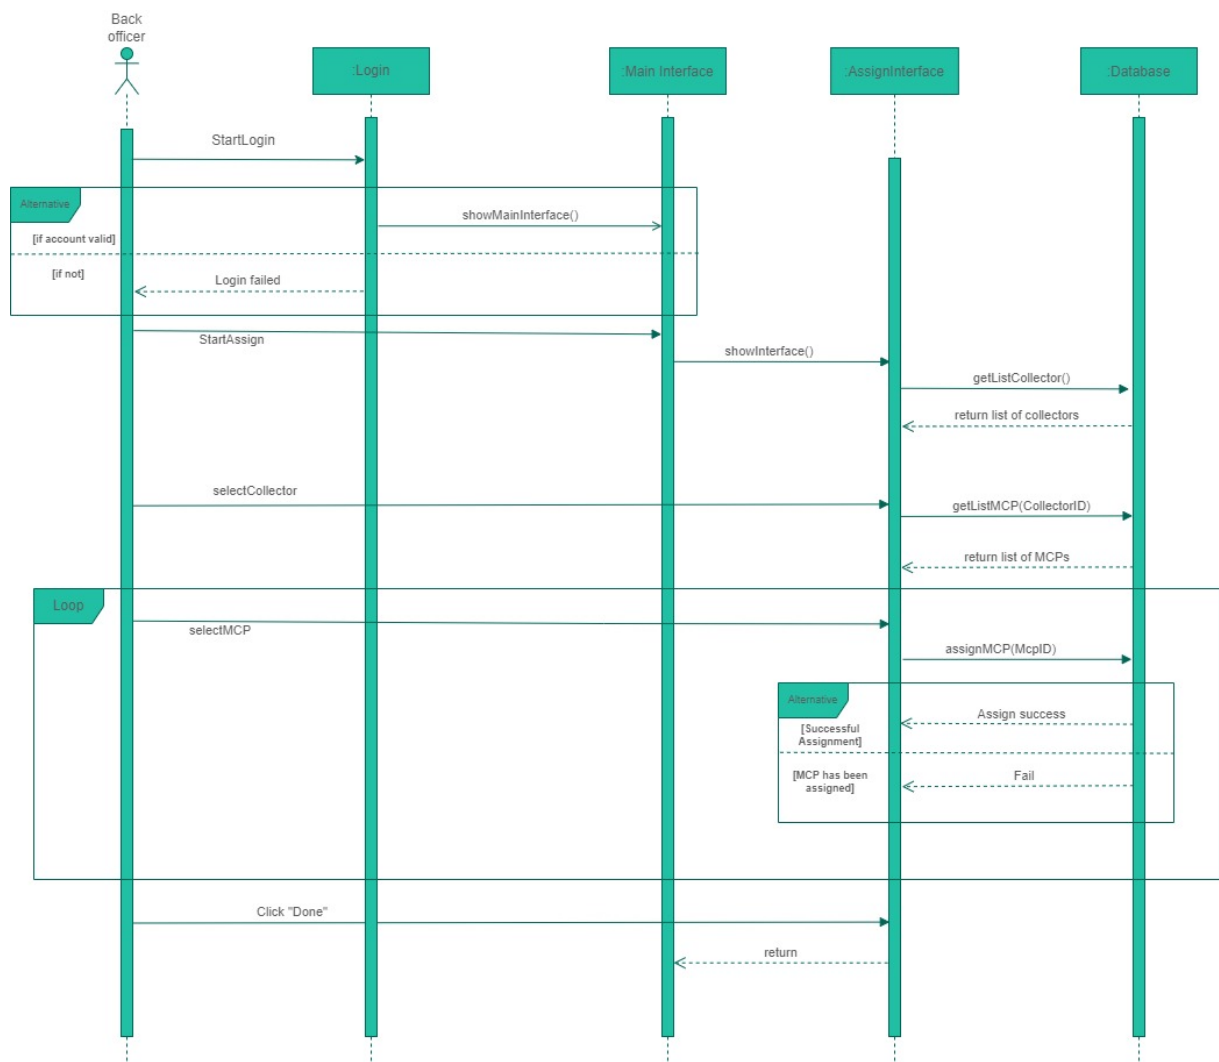 Back
officer
:Login
:Main Interface
:AssignInterface
:Database
StartLogin
Alternative
showMainInterface()
[if account valid]
[if not]
Login failed
StartAssign
showInterface()
getListCollector()
return list of collectors
selectCollector
getListMCP(CollectorID)
return list of MCPs
Loop
selectMCP
assignMCP(McpID)
Alternative
Assign success
[Successful
Assignment]
[MCP has been
assigned]
Fail
Click "Done"
return